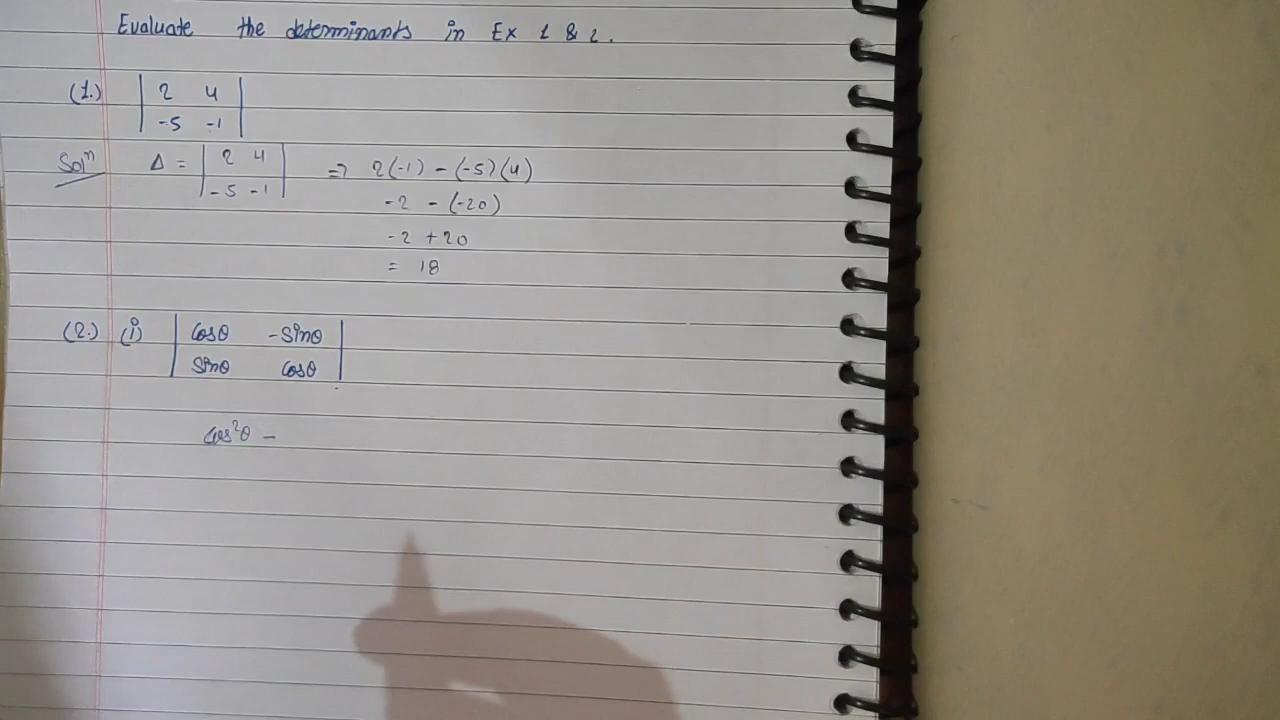 Evaluate the determinants in Ex 1 & 2.
(1.) | 2 4 |
| -5 -1 |
Solⁿ Δ = | 2 4 | => 2(-1) - (-5)(4)
| -5 -1 |
-2 - (-20)
-2 + 20
= 18
(2.) (i) | cosθ -sinθ |
| sinθ cosθ |
cos²θ -